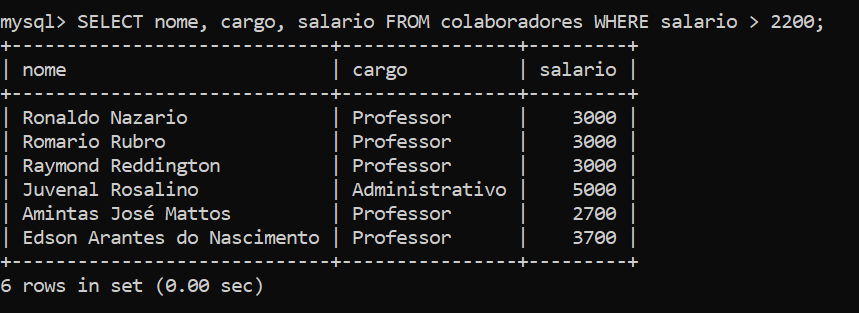 mysql> SELECT nome, cargo, salario FROM colaboradores WHERE salario > 2200;
+-----------------------------+----------------+---------+
| nome                        | cargo          | salario |
+-----------------------------+----------------+---------+
| Ronaldo Nazario             | Professor      |    3000 |
| Romario Rubro               | Professor      |    3000 |
| Raymond Reddington          | Professor      |    3000 |
| Juvenal Rosalino            | Administrativo |    5000 |
| Amintas José Mattos         | Professor      |    2700 |
| Edson Arantes do Nascimento | Professor      |    3700 |
+-----------------------------+----------------+---------+
6 rows in set (0.00 sec)